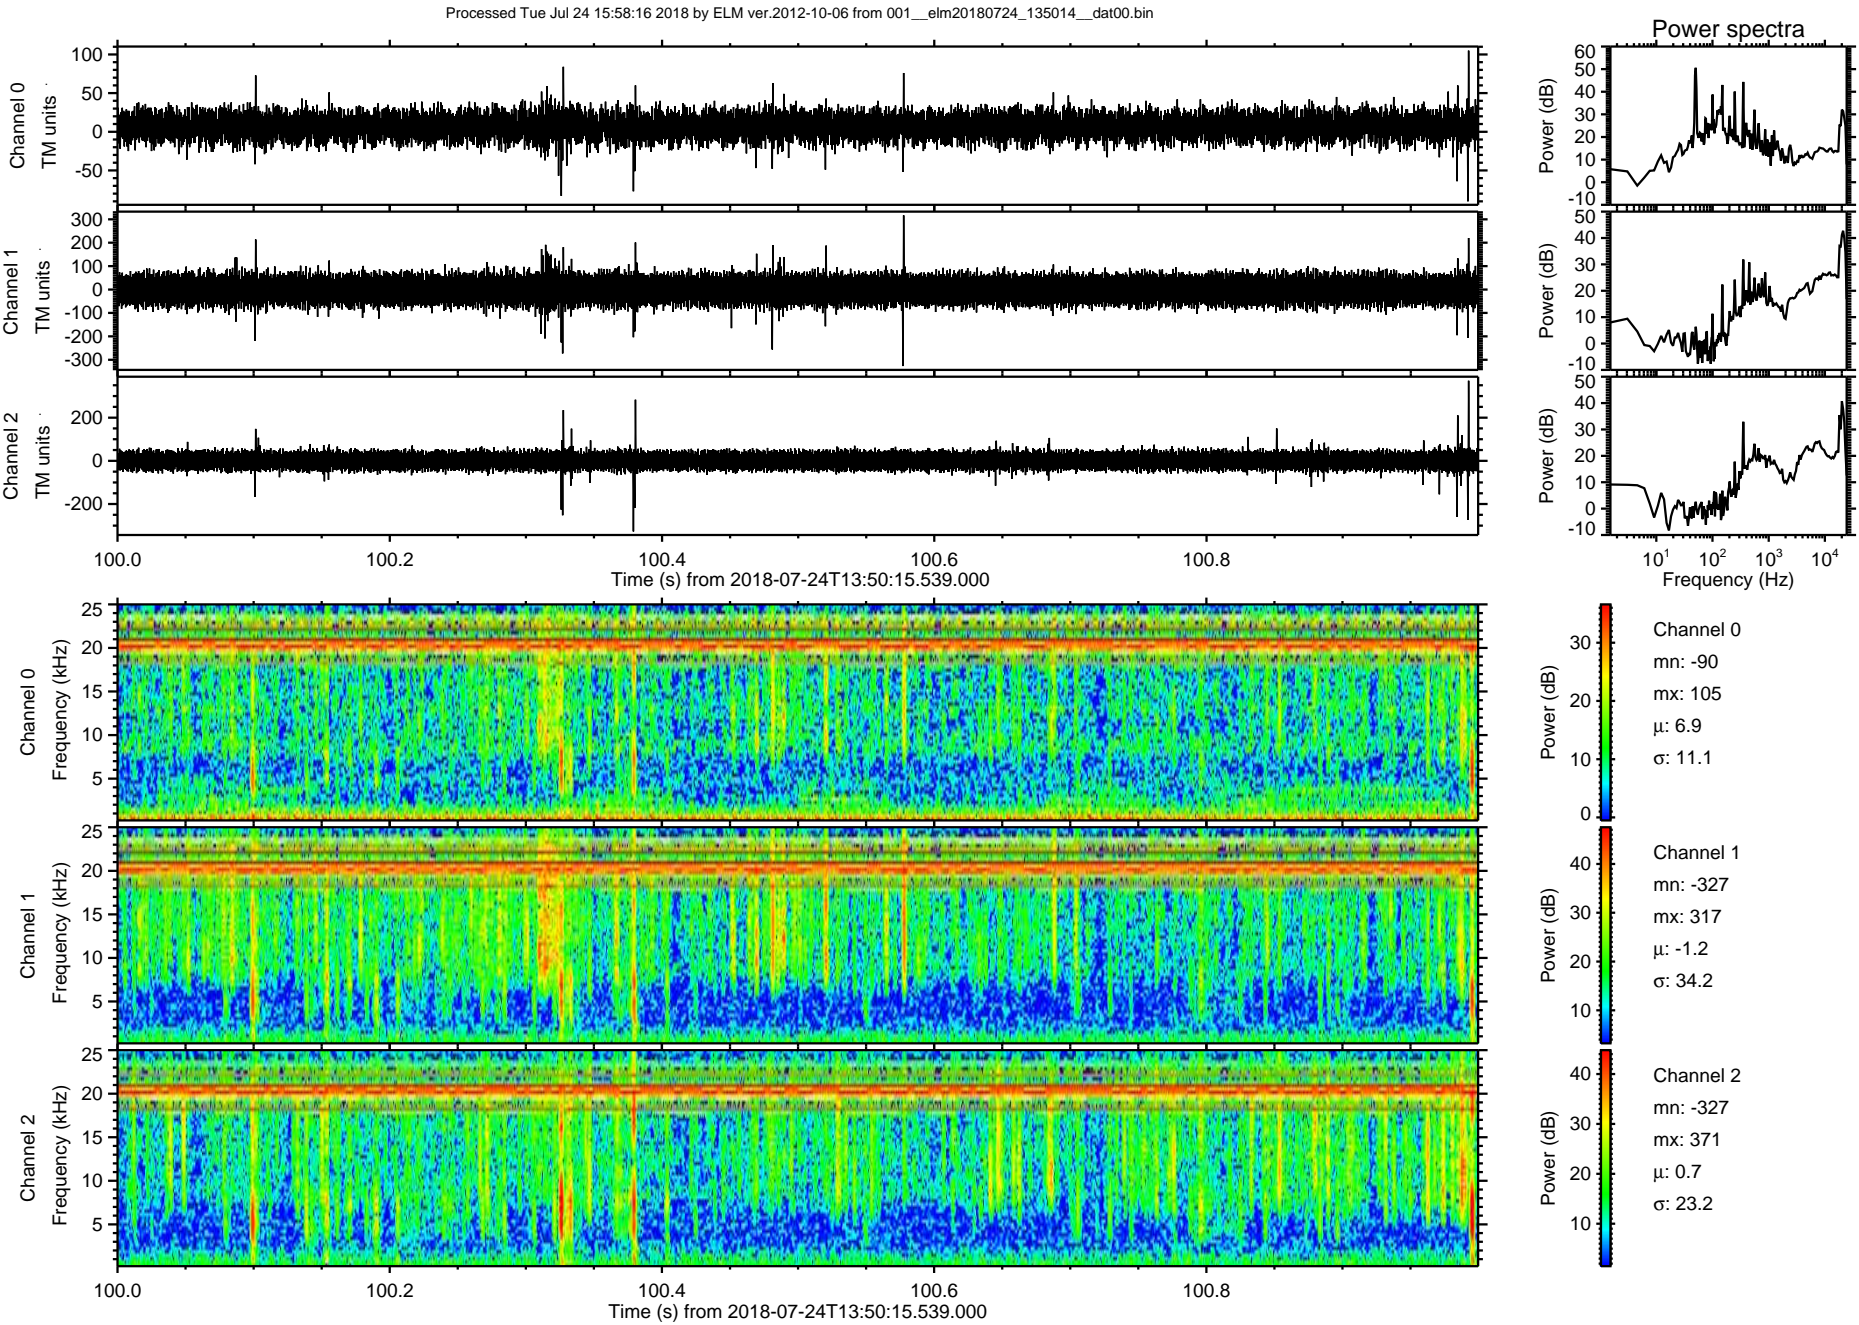 Processed Tue Jul 24 15:58:16 2018 by ELM ver.2012-10-06 from 001__elm20180724_135014__dat00.bin
Power spectra
Channel 0
TM units
100
50
0
-50
Power (dB)
60
50
40
30
20
10
0
-10
Channel 1
TM units
300
200
100
0
-100
-200
-300
Power (dB)
50
40
30
20
10
0
-10
Channel 2
TM units
200
0
-200
Power (dB)
50
40
30
20
10
0
-10
100.0 100.2 100.4 100.6 100.8
Time (s) from 2018-07-24T13:50:15.539.000
10¹ 10² 10³ 10⁴
Frequency (Hz)
Channel 0
Frequency (kHz)
25
20
15
10
5
Power (dB)
30
20
10
0
Channel 0
mn: -90
mx: 105
μ: 6.9
σ: 11.1
Channel 1
Frequency (kHz)
25
20
15
10
5
Power (dB)
40
30
20
10
Channel 1
mn: -327
mx: 317
μ: -1.2
σ: 34.2
Channel 2
Frequency (kHz)
25
20
15
10
5
Power (dB)
40
30
20
10
Channel 2
mn: -327
mx: 371
μ: 0.7
σ: 23.2
100.0 100.2 100.4 100.6 100.8
Time (s) from 2018-07-24T13:50:15.539.000